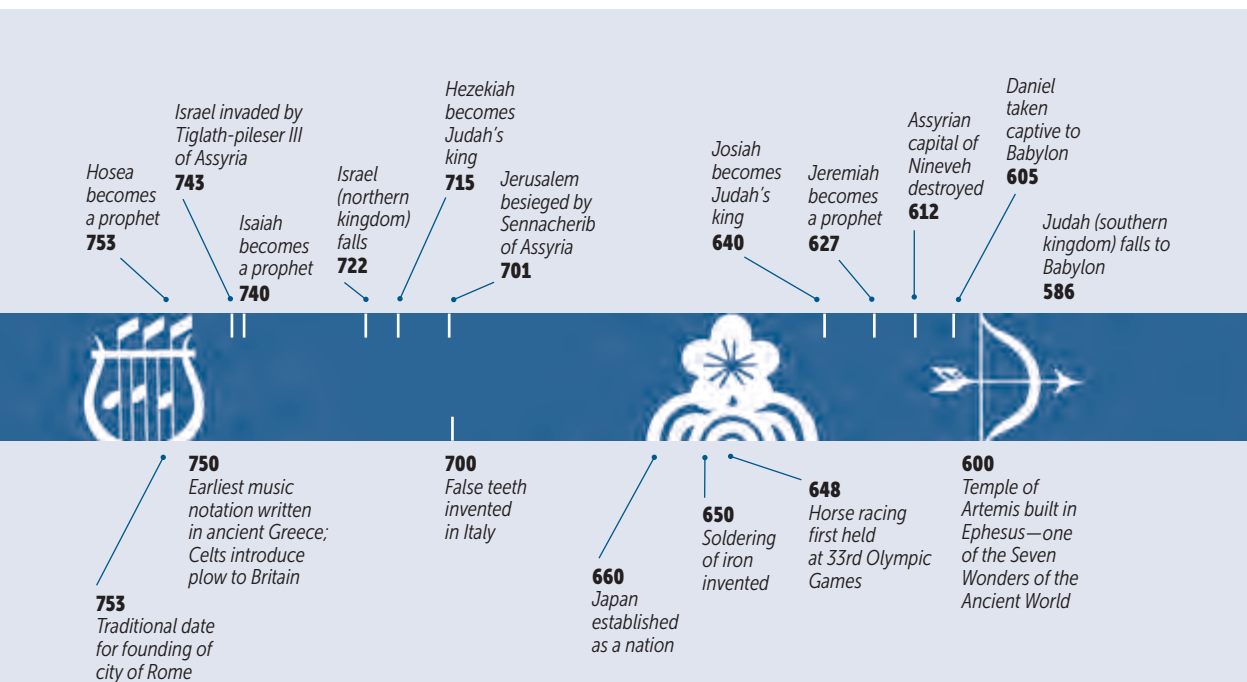 Hosea
becomes
a prophet
753
Israel invaded by
Tiglath-pileser III
of Assyria
743
Isaiah
becomes
a prophet
740
Israel
(northern
kingdom)
falls
722
Hezekiah
becomes
Judah's
king
715
Jerusalem
besieged by
Sennacherib
of Assyria
701
Josiah
becomes
Judah's
king
640
Jeremiah
becomes
a prophet
627
Assyrian
capital of
Nineveh
destroyed
612
Daniel
taken
captive to
Babylon
605
Judah (southern
kingdom) falls to
Babylon
586
753
Traditional date
for founding of
city of Rome
750
Earliest music
notation written
in ancient Greece;
Celts introduce
plow to Britain
700
False teeth
invented
in Italy
660
Japan
established
as a nation
650
Soldering
of iron
invented
648
Horse racing
first held
at 33rd Olympic
Games
600
Temple of
Artemis built in
Ephesus—one
of the Seven
Wonders of the
Ancient World